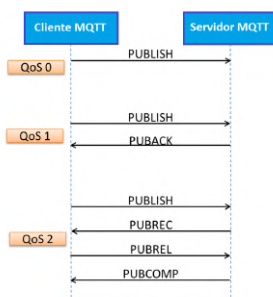 Cliente MQTT
Servidor MQTT
PUBLISH
QoS 0
PUBLISH
QoS 1
PUBACK
PUBLISH
PUBREC
QoS 2
PUBREL
PUBCOMP